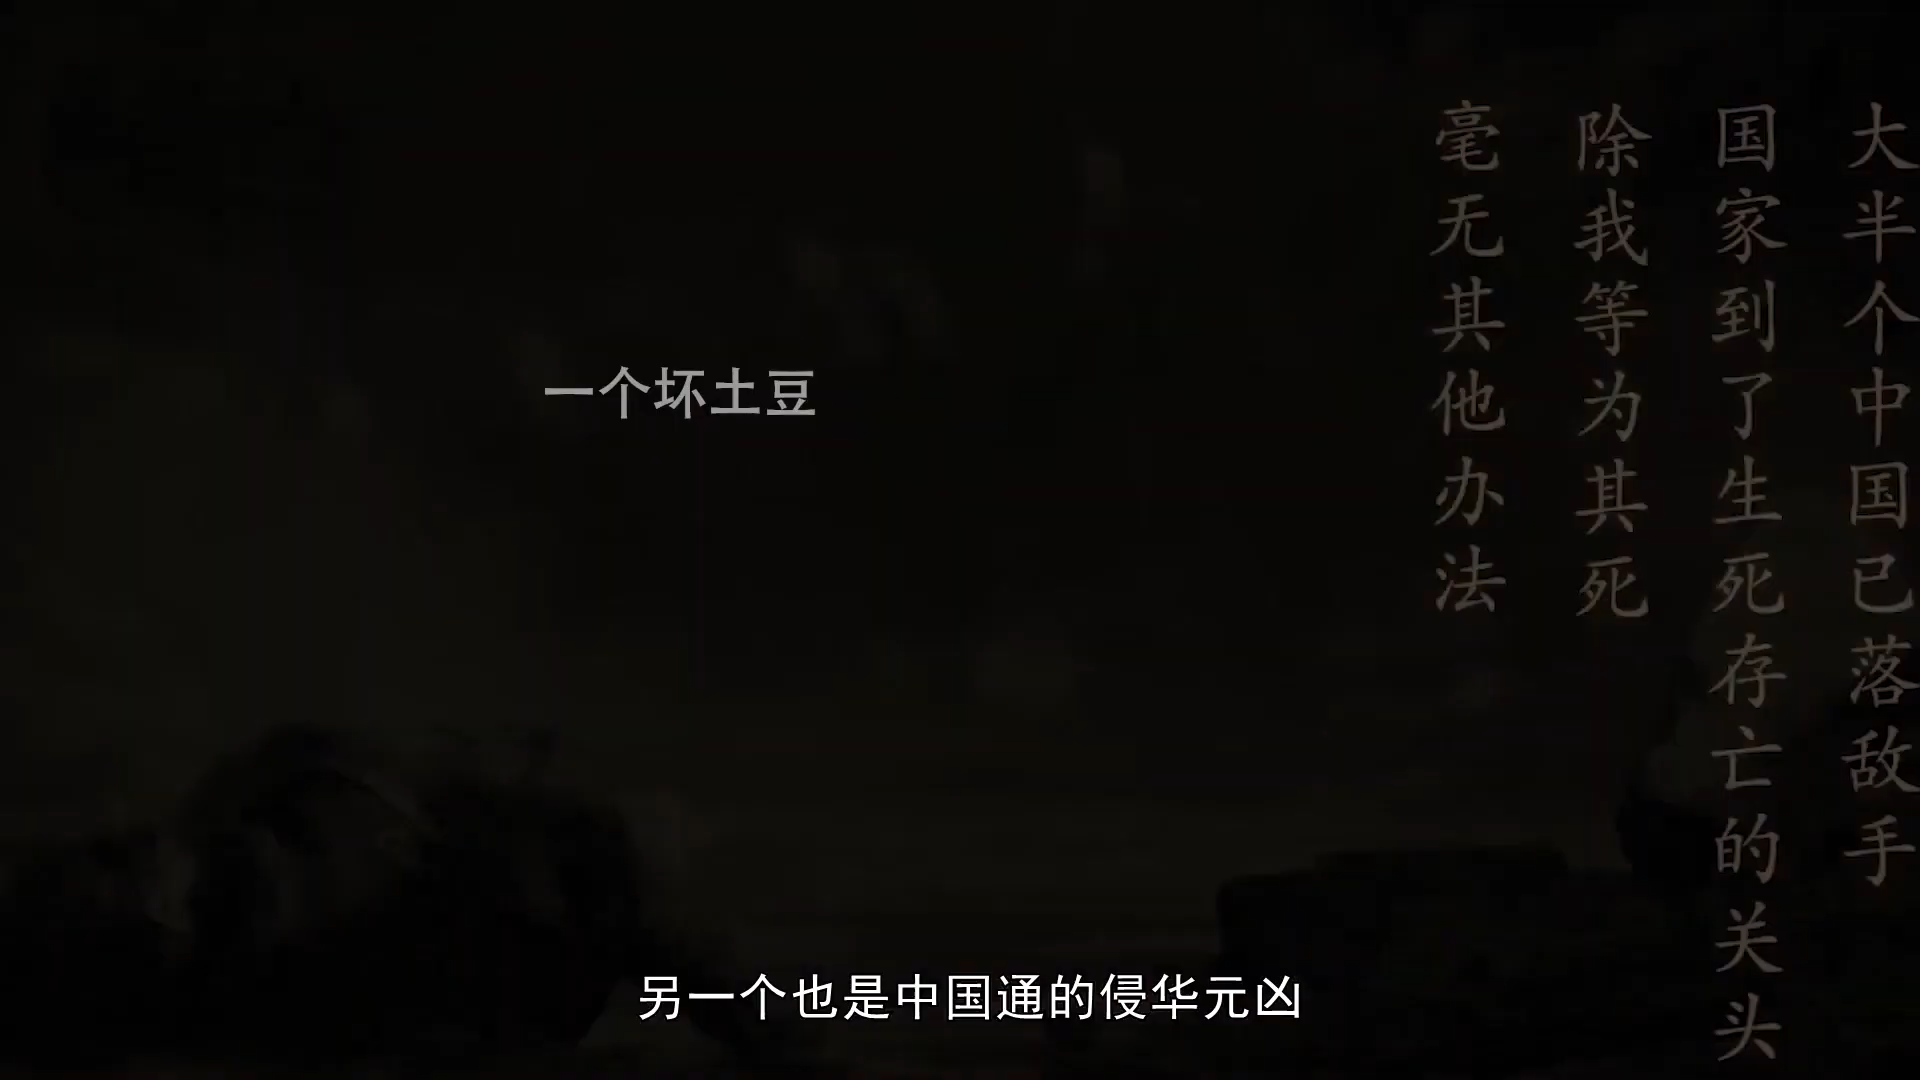 大半个中国已落敌手
国家到了生死存亡的关头
除我等为其死
毫无其他办法
一个坏土豆
另一个也是中国通的侵华元凶